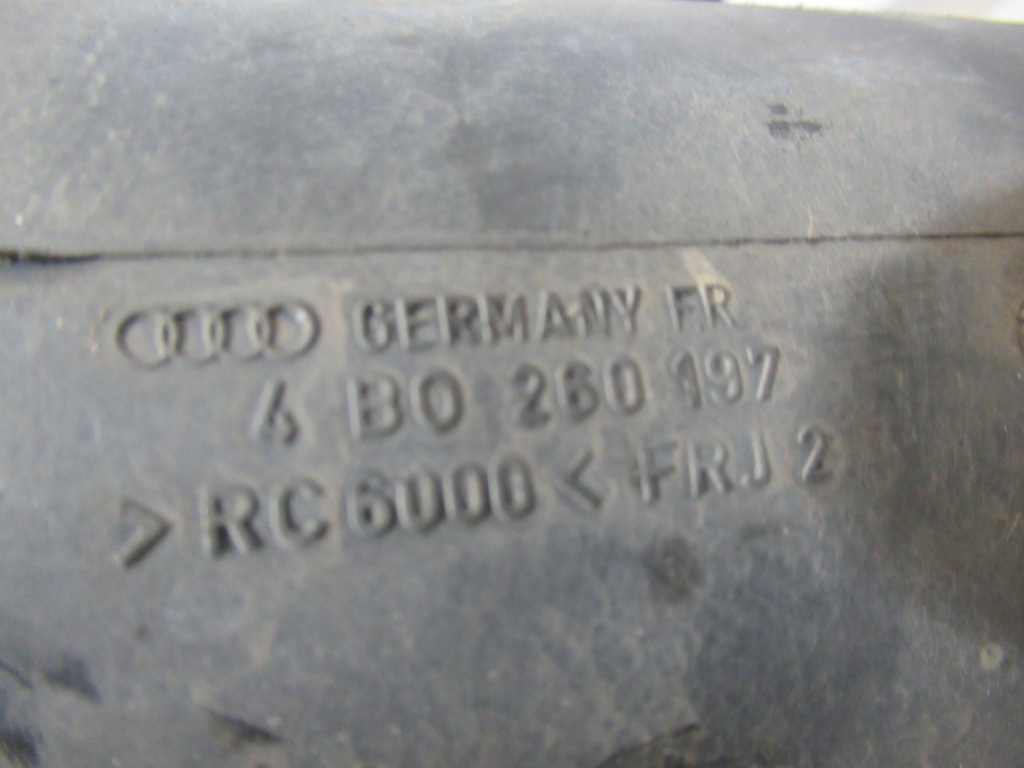 GERMANY FR
4 B0 260 197
>RC6000< FRJ 2